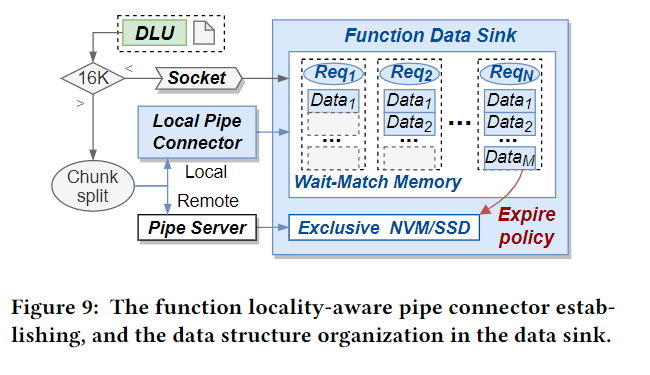 DLU
Function Data Sink
16K
<
>
Socket
Req1
Req2
ReqN
Data1
Data1
Data2
...
Data1
Data2
...
...
...
DataM
Local Pipe
Connector
Wait-Match Memory
Chunk
split
Local
Remote
Pipe Server
Exclusive NVM/SSD
Expire
policy
Figure 9: The function locality-aware pipe connector estab-
lishing, and the data structure organization in the data sink.